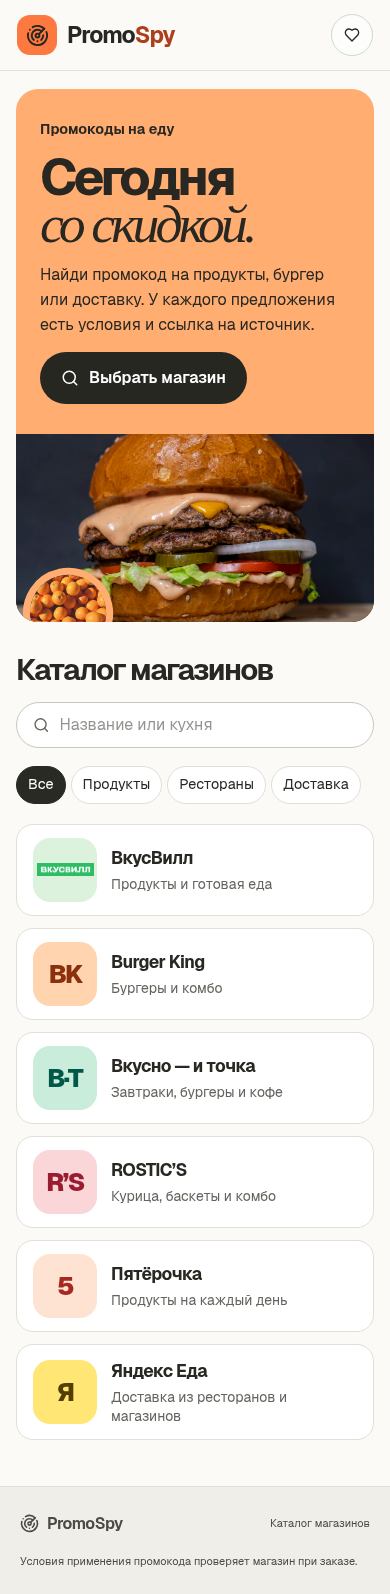 PromoSpy
Промокоды на еду
Сегодня
со скидкой.
Найди промокод на продукты, бургер
или доставку. У каждого предложения
есть условия и ссылка на источник.
Выбрать магазин
Каталог магазинов
Название или кухня
Все Продукты Рестораны Доставка
ВКУСВИЛЛ
ВкусВилл
Продукты и готовая еда
BK
Burger King
Бургеры и комбо
В·Т
Вкусно — и точка
Завтраки, бургеры и кофе
R’S
ROSTIC’S
Курица, баскеты и комбо
5
Пятёрочка
Продукты на каждый день
Я
Яндекс Еда
Доставка из ресторанов и
магазинов
PromoSpy
Каталог магазинов
Условия применения промокода проверяет магазин при заказе.